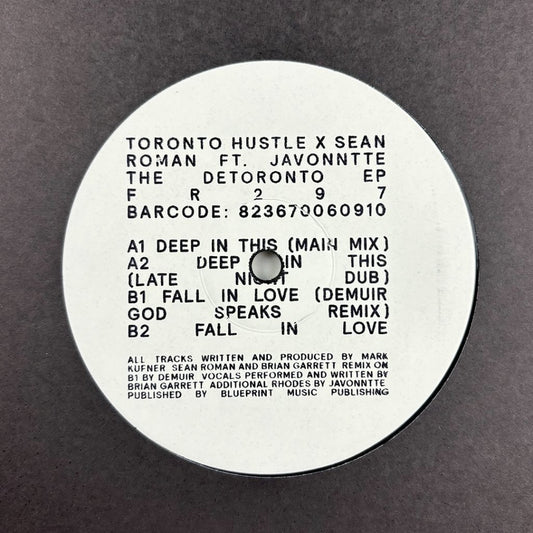 TORONTO HUSTLE X SEAN
ROMAN FT. JAVONNTTE
THE DETORONTO EP
F R 2 9 7
BARCODE: 823670060910
A1 DEEP IN THIS (MAIN MIX)
A2 DEEP IN THIS
(LATE NIGHT DUB)
B1 FALL IN LOVE (DEMUIR
GOD SPEAKS REMIX)
B2 FALL IN LOVE
ALL TRACKS WRITTEN AND PRODUCED BY MARK
KUFNER SEAN ROMAN AND BRIAN GARRETT REMIX ON
B1 BY DEMUIR VOCALS PERFORMED AND WRITTEN BY
BRIAN GARRETT ADDITIONAL RHODES BY JAVONNTTE
PUBLISHED BY BLUEPRINT MUSIC PUBLISHING